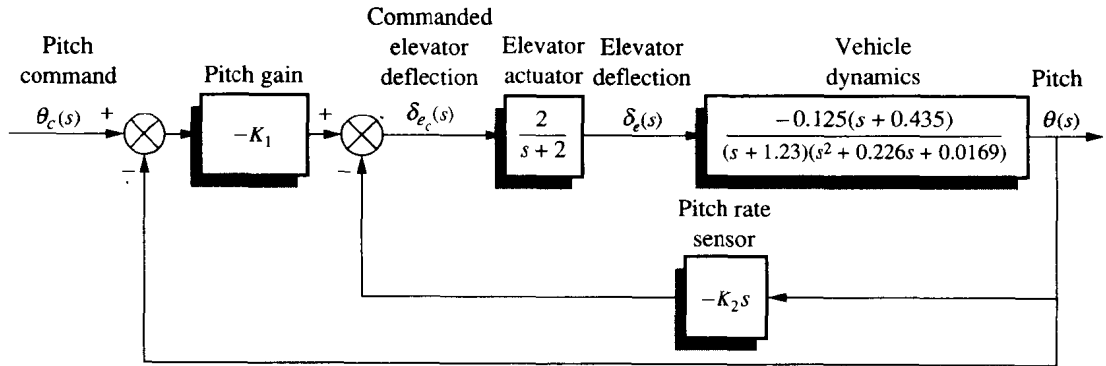 Pitch
command
θc(s)
+
−
Pitch gain
−K1
+
−
Commanded
elevator
deflection
δec(s)
Elevator
actuator
2
s + 2
Elevator
deflection
δe(s)
Vehicle
dynamics
−0.125(s + 0.435)
(s + 1.23)(s² + 0.226s + 0.0169)
Pitch
θ(s)
Pitch rate
sensor
−K2s